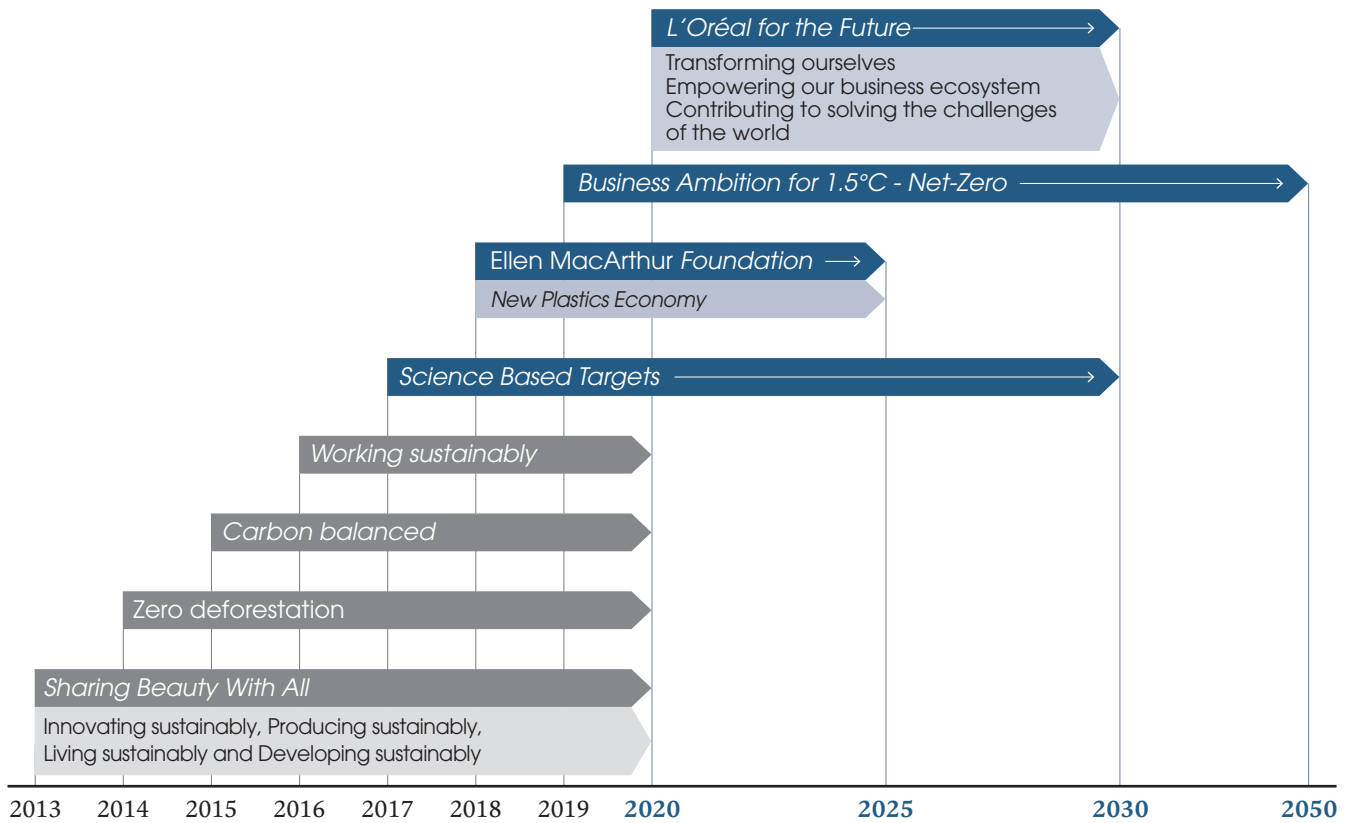 L'Oréal for the Future
Transforming ourselves
Empowering our business ecosystem
Contributing to solving the challenges
of the world
Business Ambition for 1.5°C - Net-Zero
Ellen MacArthur Foundation
New Plastics Economy
Science Based Targets
Working sustainably
Carbon balanced
Zero deforestation
Sharing Beauty With All
Innovating sustainably, Producing sustainably,
Living sustainably and Developing sustainably
2013 2014 2015 2016 2017 2018 2019 2020 2025 2030 2050